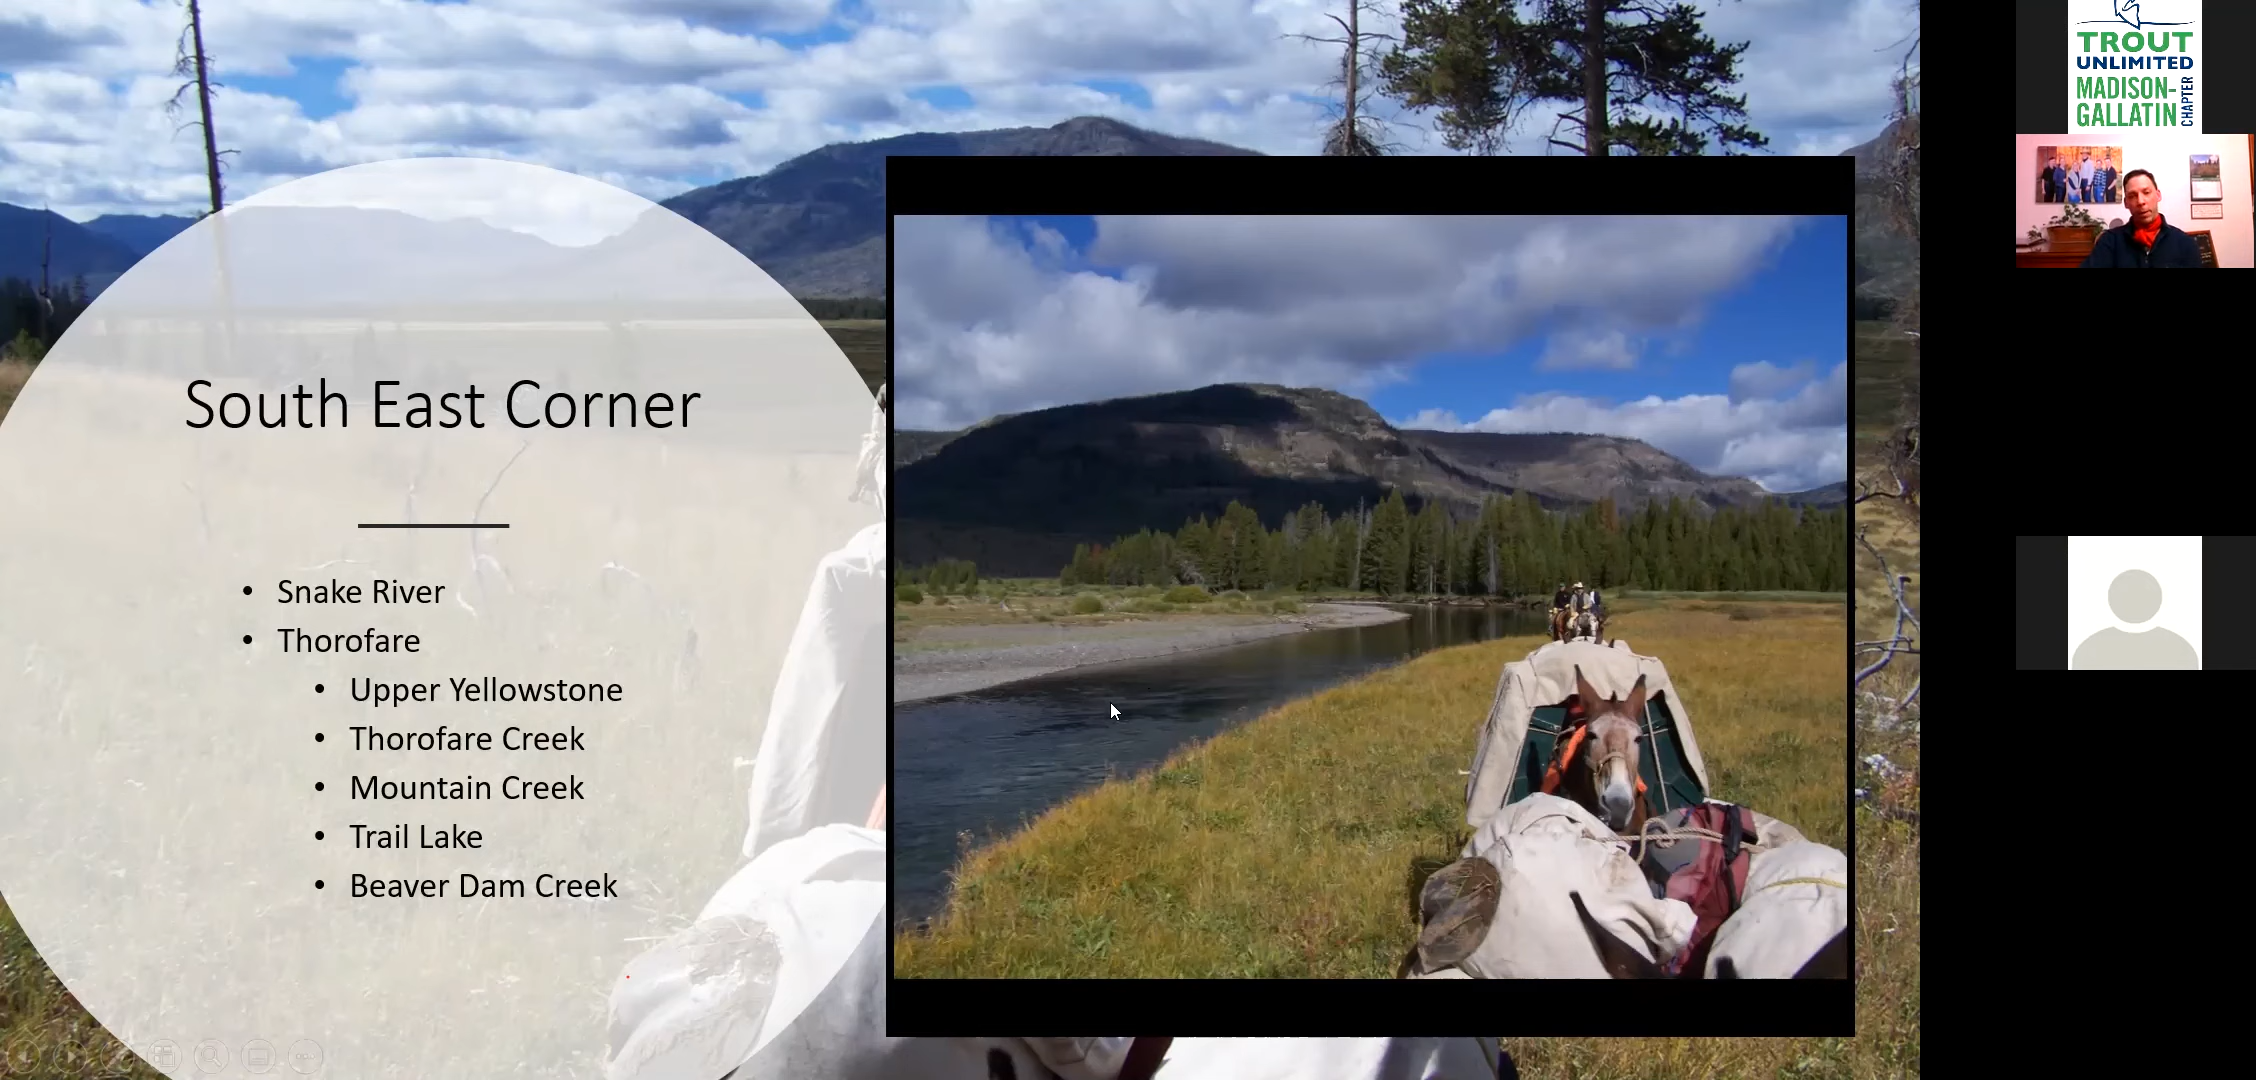 South East Corner
• Snake River
• Thorofare
• Upper Yellowstone
• Thorofare Creek
• Mountain Creek
• Trail Lake
• Beaver Dam Creek
TROUT
UNLIMITED
MADISON-
GALLATIN
CHAPTER